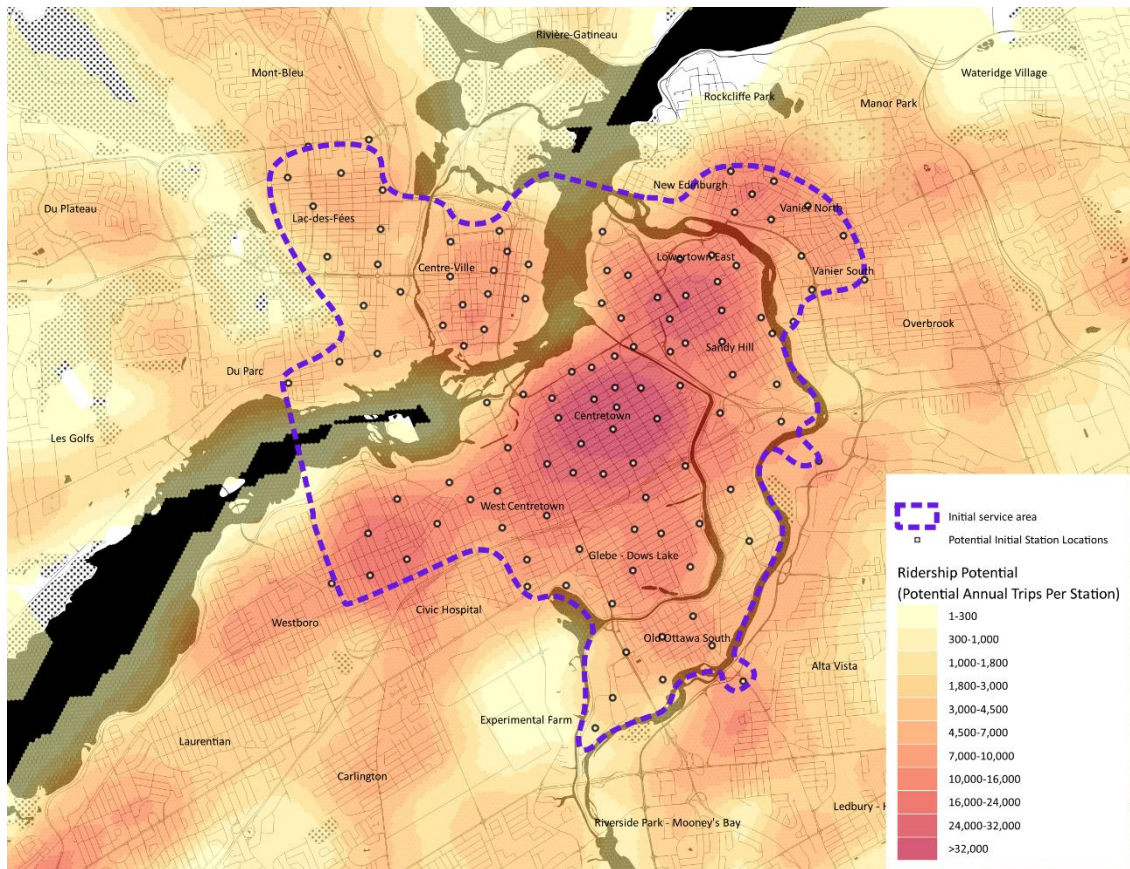 Rivière-Gatineau
Mont-Bleu
Wateridge Village
Rockcliffe Park
Manor Park
New Edinburgh
Du Plateau
Vanier North
Lac-des-Fées
Lowertown East
Centre-Ville
Vanier South
Overbrook
Sandy Hill
Du Parc
Centretown
Les Golfs
West Centretown
Glebe - Dows Lake
Civic Hospital
Westboro
Old Ottawa South
Alta Vista
Experimental Farm
Laurentian
Carlington
Ledbury - H
Riverside Park - Mooney's Bay
Initial service area
Potential Initial Station Locations
Ridership Potential
(Potential Annual Trips Per Station)
1-300
300-1,000
1,000-1,800
1,800-3,000
3,000-4,500
4,500-7,000
7,000-10,000
10,000-16,000
16,000-24,000
24,000-32,000
>32,000